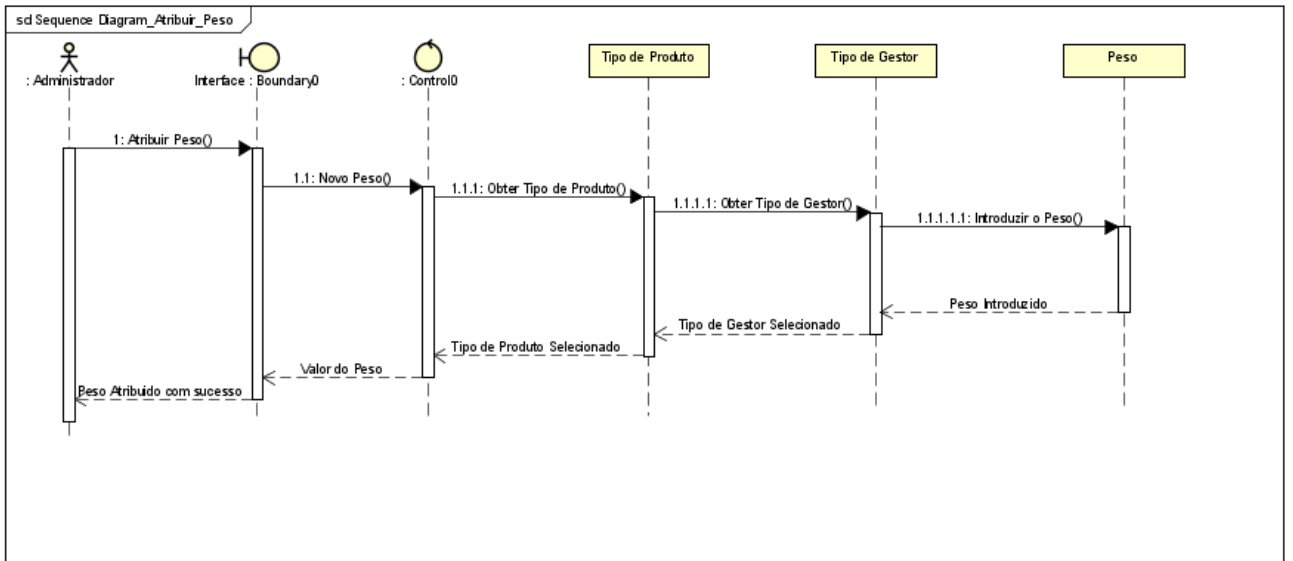 sd Sequence Diagram_Atribuir_Peso
: Administrador
Interface : Boundary0
: Control0
Tipo de Produto
Tipo de Gestor
Peso
1: Atribuir Peso()
1.1: Novo Peso()
1.1.1: Obter Tipo de Produto()
1.1.1.1: Obter Tipo de Gestor()
1.1.1.1.1: Introduzir o Peso()
Peso Introduzido
Tipo de Gestor Selecionado
Tipo de Produto Selecionado
Valor do Peso
Peso Atribuido com sucesso